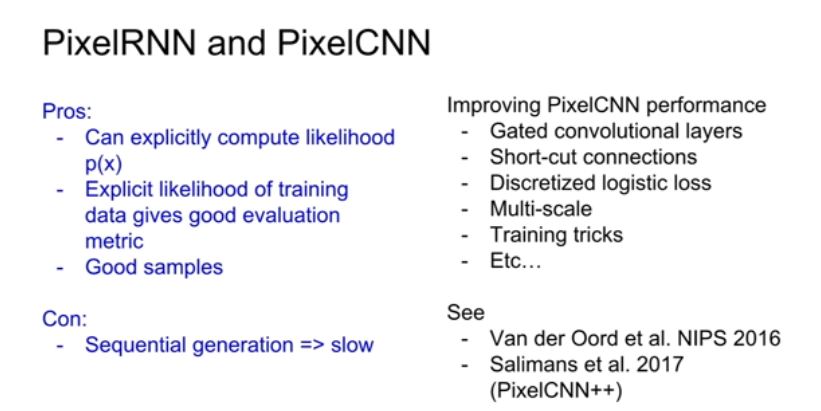 PixelRNN and PixelCNN
Pros:
- Can explicitly compute likelihood
p(x)
- Explicit likelihood of training
data gives good evaluation
metric
- Good samples
Con:
- Sequential generation => slow
Improving PixelCNN performance
- Gated convolutional layers
- Short-cut connections
- Discretized logistic loss
- Multi-scale
- Training tricks
- Etc…
See
- Van der Oord et al. NIPS 2016
- Salimans et al. 2017
(PixelCNN++)